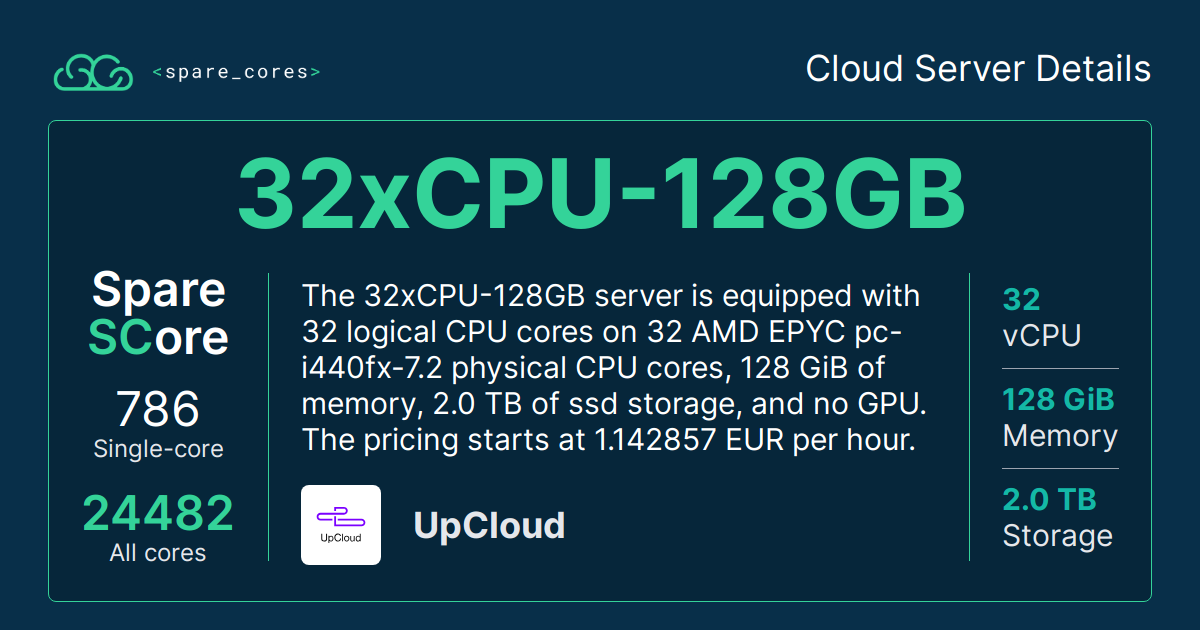 <spare_cores>
Cloud Server Details
32xCPU-128GB
Spare
SCore
786
Single-core
24482
All cores
The 32xCPU-128GB server is equipped with
32 logical CPU cores on 32 AMD EPYC pc-
i440fx-7.2 physical CPU cores, 128 GiB of
memory, 2.0 TB of ssd storage, and no GPU.
The pricing starts at 1.142857 EUR per hour.
UpCloud
UpCloud
32
vCPU
128 GiB
Memory
2.0 TB
Storage